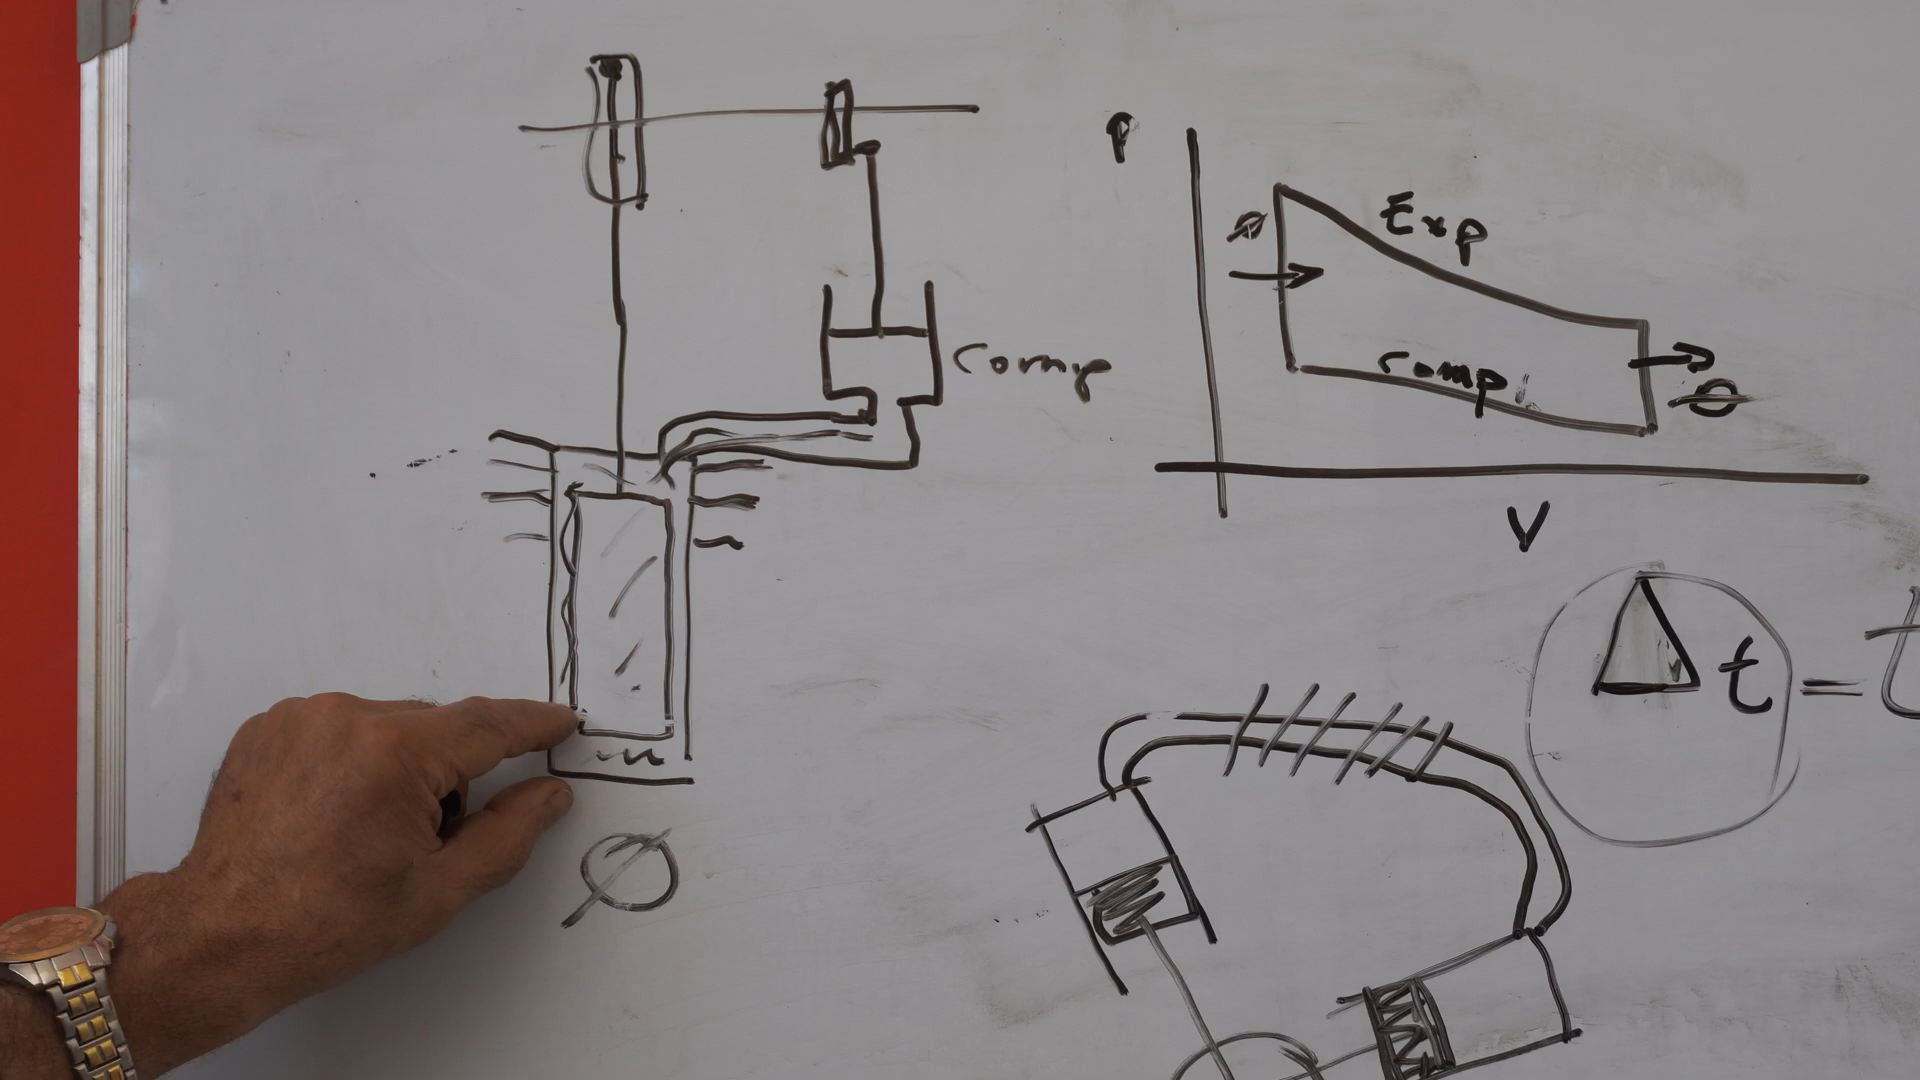 P
Ø
Exp
Comp
Comp
Ø
V
Δt = t
Ø